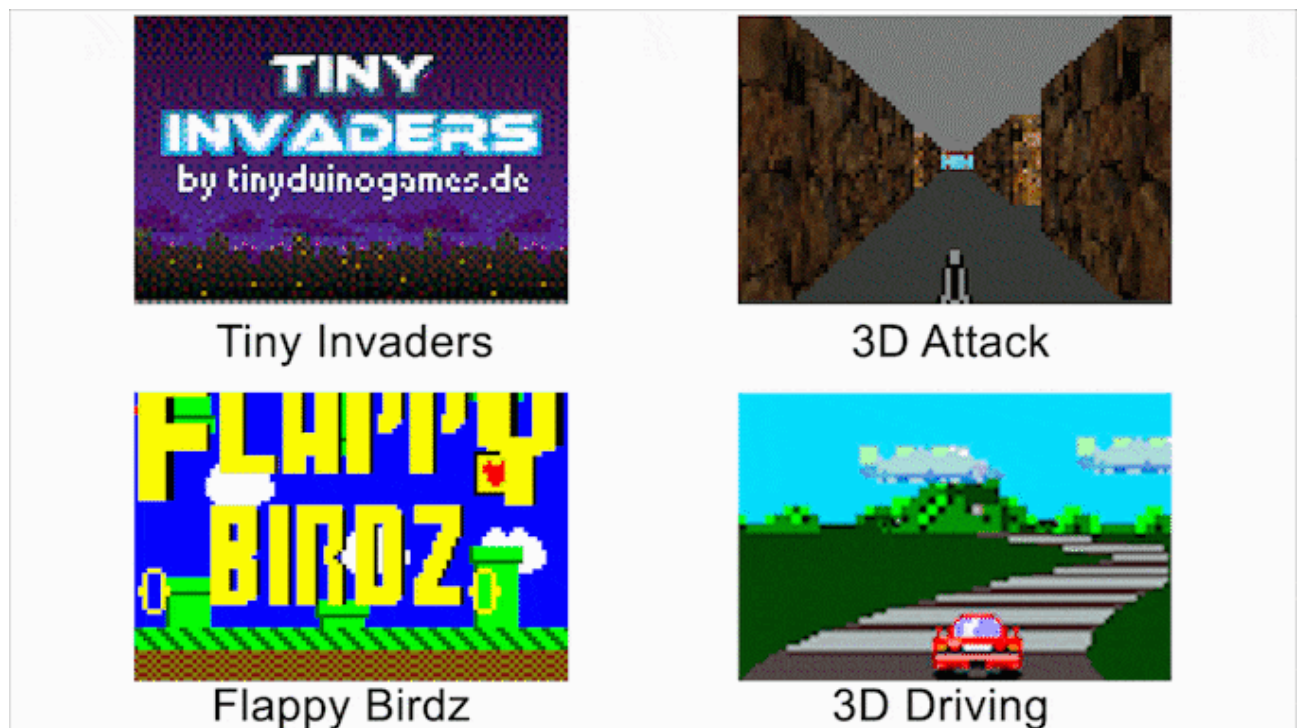 TINY
INVADERS
by tinyduinogames.de
Tiny Invaders
3D Attack
FLAPPY
BIRDZ
Flappy Birdz
3D Driving